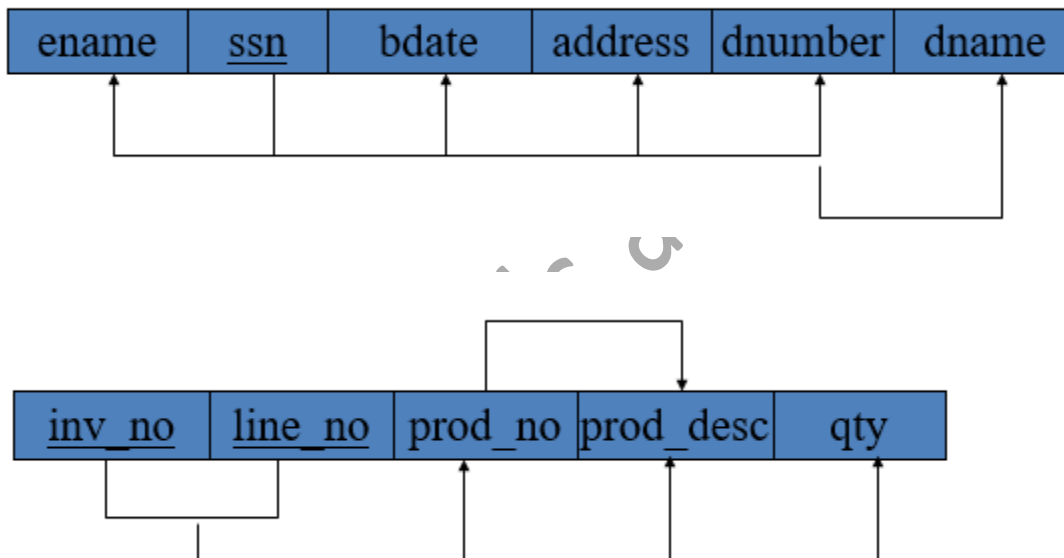 ename ssn bdate address dnumber dname
inv_no line_no prod_no prod_desc qty